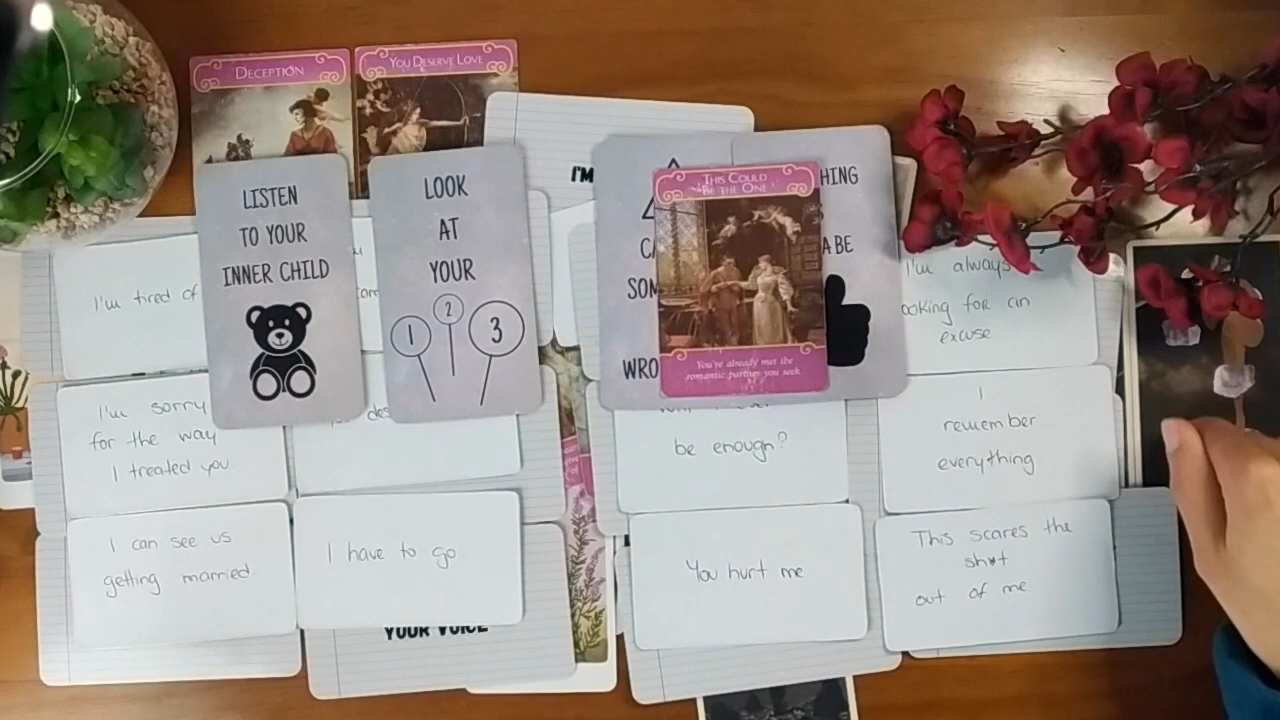 DECEPTION
YOU DESERVE LOVE
LISTEN
TO YOUR
INNER CHILD
LOOK
AT
YOUR
1
2
3
I'M
THIS COULD
BE THE ONE
You've already met the
romantic partner you seek.
WRO
I'm tired of
I'm sorry
for the way
I treated you
I can see us
getting married
I have to go
YOUR VOICE
be enough?
You hurt me
I'm always
looking for an
excuse
I
remember
everything
This scares the
sh*t
out of me